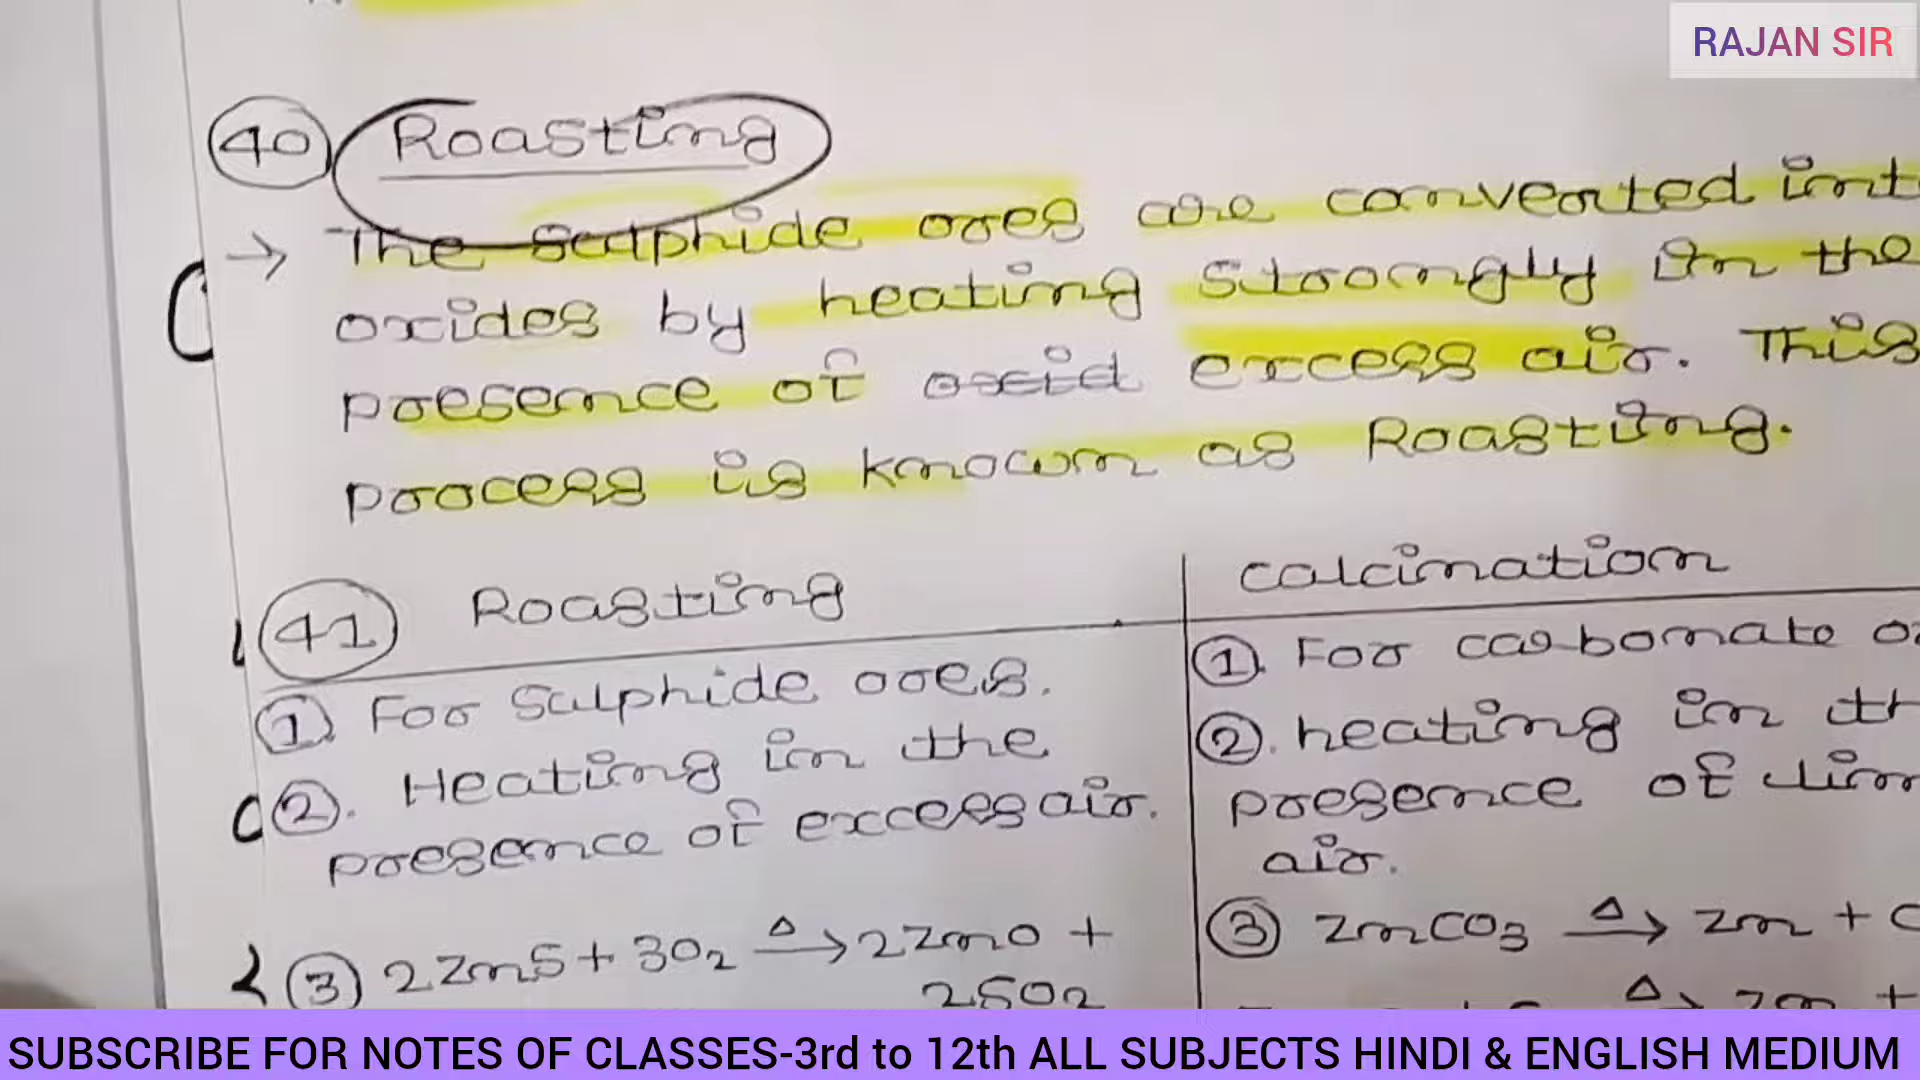 RAJAN SIR
40 Roasting
→ The Sulphide ores are converted int
oxides by heating strongly in the
presence of oxid excess air. This
process is known as Roasting.
41 Roasting
calcination
① For Sulphide ores.
②. Heating in the
presence of excess air.
③ 2ZnS + 3O₂ —Δ→ 2ZnO +
2SO₂
①. For carbonate
②. heating in
presence of
air.
③ ZnCO₃ —Δ→ Zn +
SUBSCRIBE FOR NOTES OF CLASSES-3rd to 12th ALL SUBJECTS HINDI & ENGLISH MEDIUM